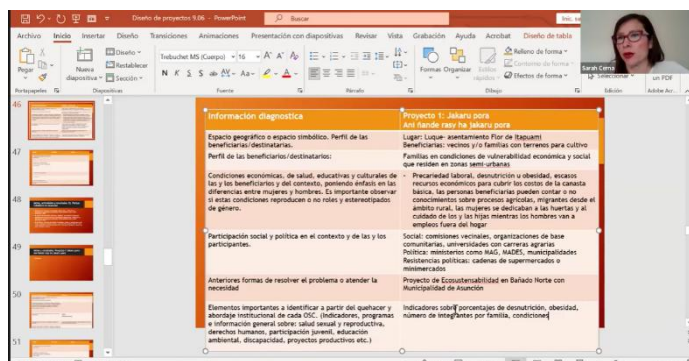 Diseño de proyectos 9.06 - PowerPoint
Buscar
Inic. se
Archivo Inicio Insertar Diseño Transiciones Animaciones Presentación con diapositivas Revisar Vista Grabación Ayuda Acrobat Diseño de tabla
Pegar
Nueva
diapositiva
Diseño
Restablecer
Sección
Trebuchet MS (Cuerpo) 16
N K S
Formas Organizar
Relleno de forma
Contorno de forma
Efectos de forma
Sarah Cerna
Seleccionar
un PDF
Portapapeles Diapositivas Fuente Párrafo Dibujo Edición Adobe Acr.
46
47
48
49
50
51
Información diagnostica
Proyecto 1: Jakaru pora
Ani ñande rasy ha jakaru pora
Espacio geográfico o espacio simbólico. Perfil de las
beneficiarias/destinatarias.
Lugar: Luque- asentamiento Flor de Itapuami
Beneficiarias: vecinos y/o familias con terrenos para cultivo
Perfil de las beneficiarios/destinatarios:
Familias en condiciones de vulnerabilidad económica y social
que residen en zonas semi-urbanas
Condiciones económicas, de salud, educativas y culturales de
las y los beneficiarios y del contexto, poniendo énfasis en las
diferencias entre mujeres y hombres. Es importante observar
si estas condiciones reproducen o no roles y estereotipados
de género.
- Precariedad laboral, desnutrición u obesidad, escasos
recursos económicos para cubrir los costos de la canasta
básica, las personas beneficiarias pueden contar o no
conocimientos sobre procesos agrícolas, migrantes desde el
ámbito rural, las mujeres se dedicaban a las huertas y al
cuidado de los y las hijas mientras los hombres van a
empleos fuera del hogar
Participación social y política en el contexto y de las y los
participantes.
Social: comisiones vecinales, organizaciones de base
comunitarias, universidades con carreras agrarias
Política: ministerios como MAG, MADES, municipalidades
Resistencias políticas: cadenas de supermercados o
minimercados
Anteriores formas de resolver el problema o atender la
necesidad
Proyecto de Ecosustensabilidad en Bañado Norte con
Municipalidad de Asunción
Elementos importantes a identificar a partir del quehacer y
abordaje institucional de cada OSC. (Indicadores, programas
e información general sobre: salud sexual y reproductiva,
derechos humanos, participación juvenil, educación
ambiental, discapacidad, proyectos productivos etc.)
Indicadores sobre porcentajes de desnutrición, obesidad,
número de integrantes por familia, condiciones